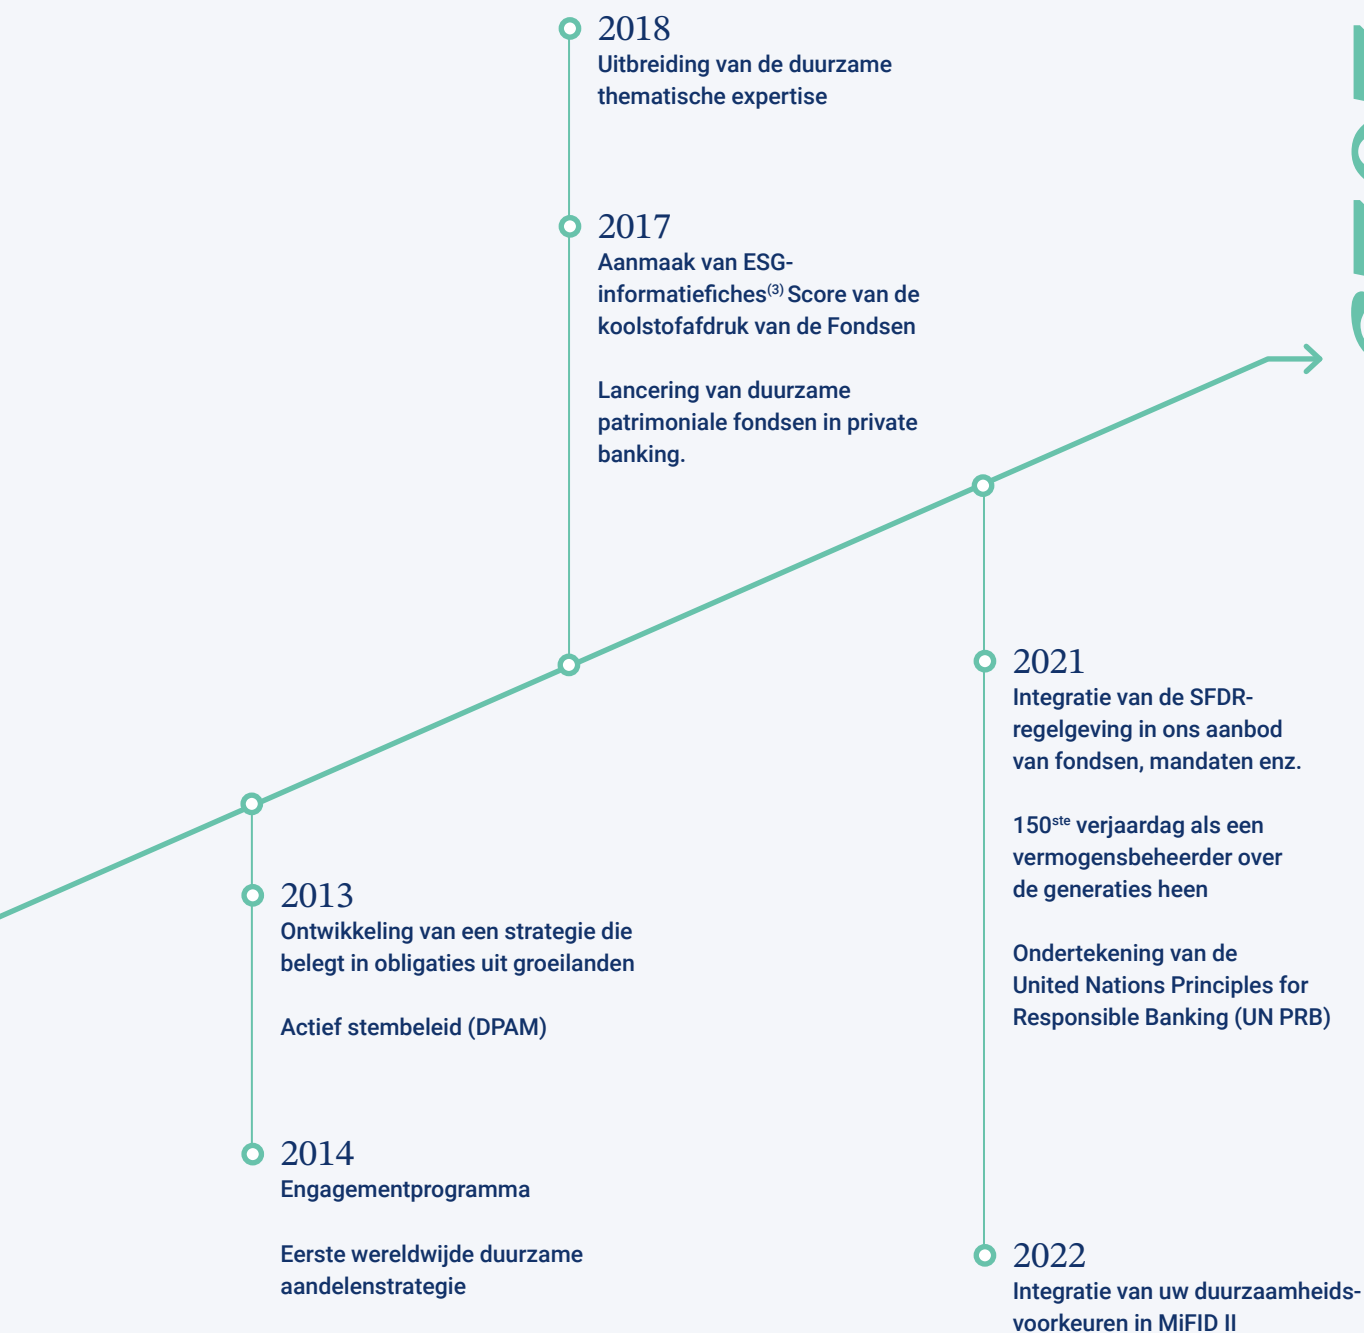 2018
Uitbreiding van de duurzame
thematische expertise
2017
Aanmaak van ESG-
informatiefiches(3) Score van de
koolstofafdruk van de Fondsen
Lancering van duurzame
patrimoniale fondsen in private
banking.
2013
Ontwikkeling van een strategie die
belegt in obligaties uit groeilanden
Actief stembeleid (DPAM)
2014
Engagementprogramma
Eerste wereldwijde duurzame
aandelenstrategie
2021
Integratie van de SFDR-
regelgeving in ons aanbod
van fondsen, mandaten enz.
150ste verjaardag als een
vermogensbeheerder over
de generaties heen
Ondertekening van de
United Nations Principles for
Responsible Banking (UN PRB)
2022
Integratie van uw duurzaamheids-
voorkeuren in MiFID II